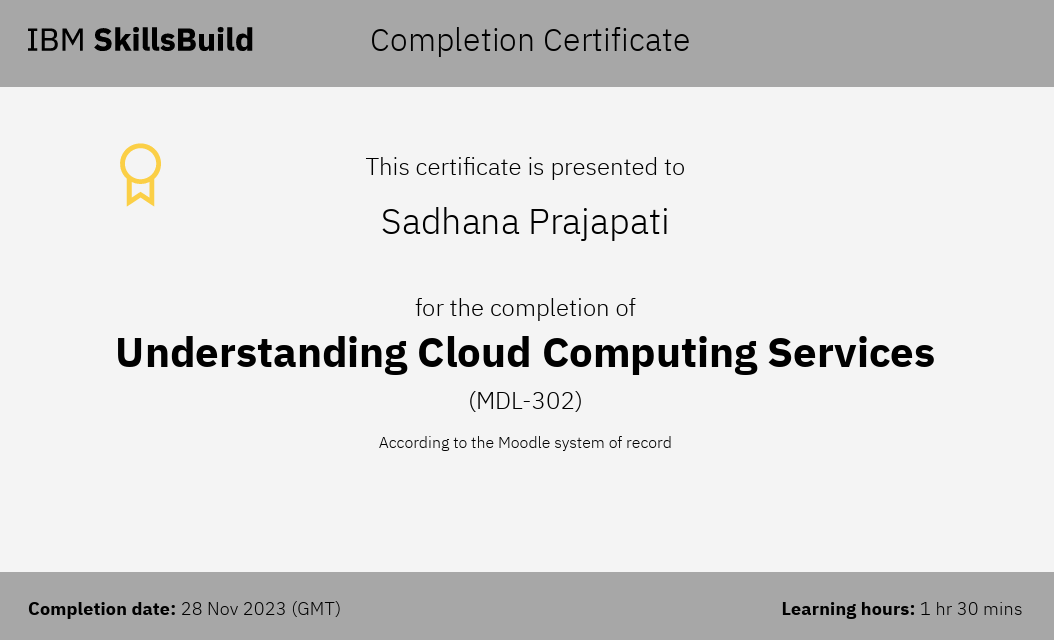 IBM SkillsBuild
Completion Certificate
This certificate is presented to
Sadhana Prajapati
for the completion of
Understanding Cloud Computing Services
(MDL-302)
According to the Moodle system of record
Completion date: 28 Nov 2023 (GMT)
Learning hours: 1 hr 30 mins